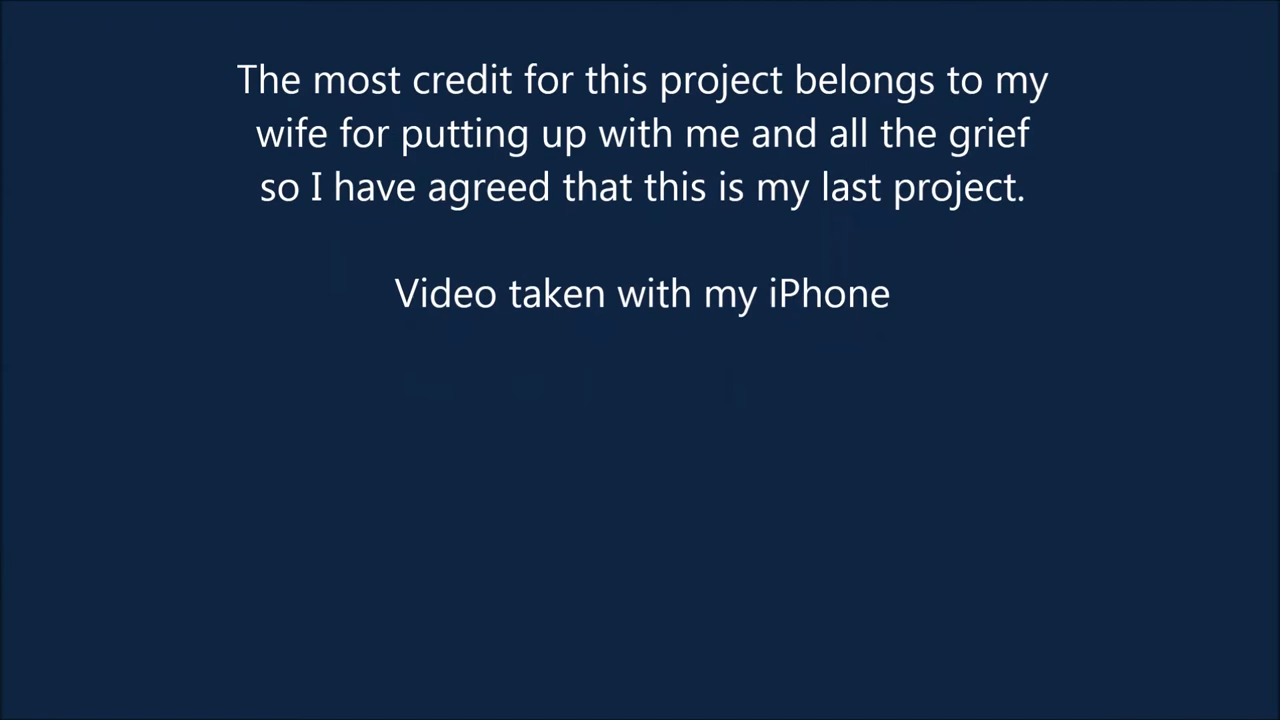 The most credit for this project belongs to my
wife for putting up with me and all the grief
so I have agreed that this is my last project.
Video taken with my iPhone